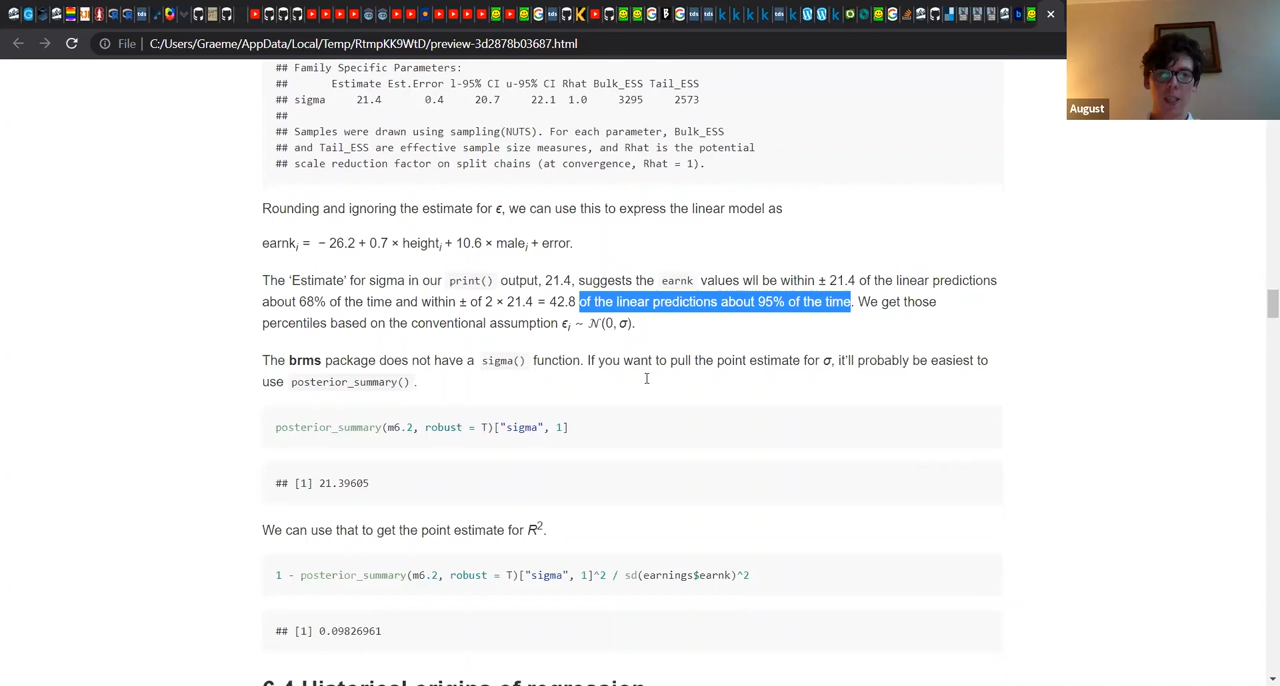 File C:/Users/Graeme/AppData/Local/Temp/RtmpKK9WtD/preview-3d2878b03687.html
August
## Family Specific Parameters:
## Estimate Est.Error l-95% CI u-95% CI Rhat Bulk_ESS Tail_ESS
## sigma 21.4 0.4 20.7 22.1 1.0 3295 2573
##
## Samples were drawn using sampling(NUTS). For each parameter, Bulk_ESS
## and Tail_ESS are effective sample size measures, and Rhat is the potential
## scale reduction factor on split chains (at convergence, Rhat = 1).
Rounding and ignoring the estimate for ϵ, we can use this to express the linear model as
earnkᵢ = − 26.2 + 0.7 × heightᵢ + 10.6 × maleᵢ + error.
The ‘Estimate’ for sigma in our print() output, 21.4, suggests the earnk values wll be within ± 21.4 of the linear predictions
about 68% of the time and within ± of 2 × 21.4 = 42.8 of the linear predictions about 95% of the time. We get those
percentiles based on the conventional assumption ϵᵢ ~ N(0, σ).
The brms package does not have a sigma() function. If you want to pull the point estimate for σ, it’ll probably be easiest to
use posterior_summary().
posterior_summary(m6.2, robust = T)["sigma", 1]
## [1] 21.39605
We can use that to get the point estimate for R².
1 - posterior_summary(m6.2, robust = T)["sigma", 1]^2 / sd(earnings$earnk)^2
## [1] 0.09826961
6.4 Historical origins of regression